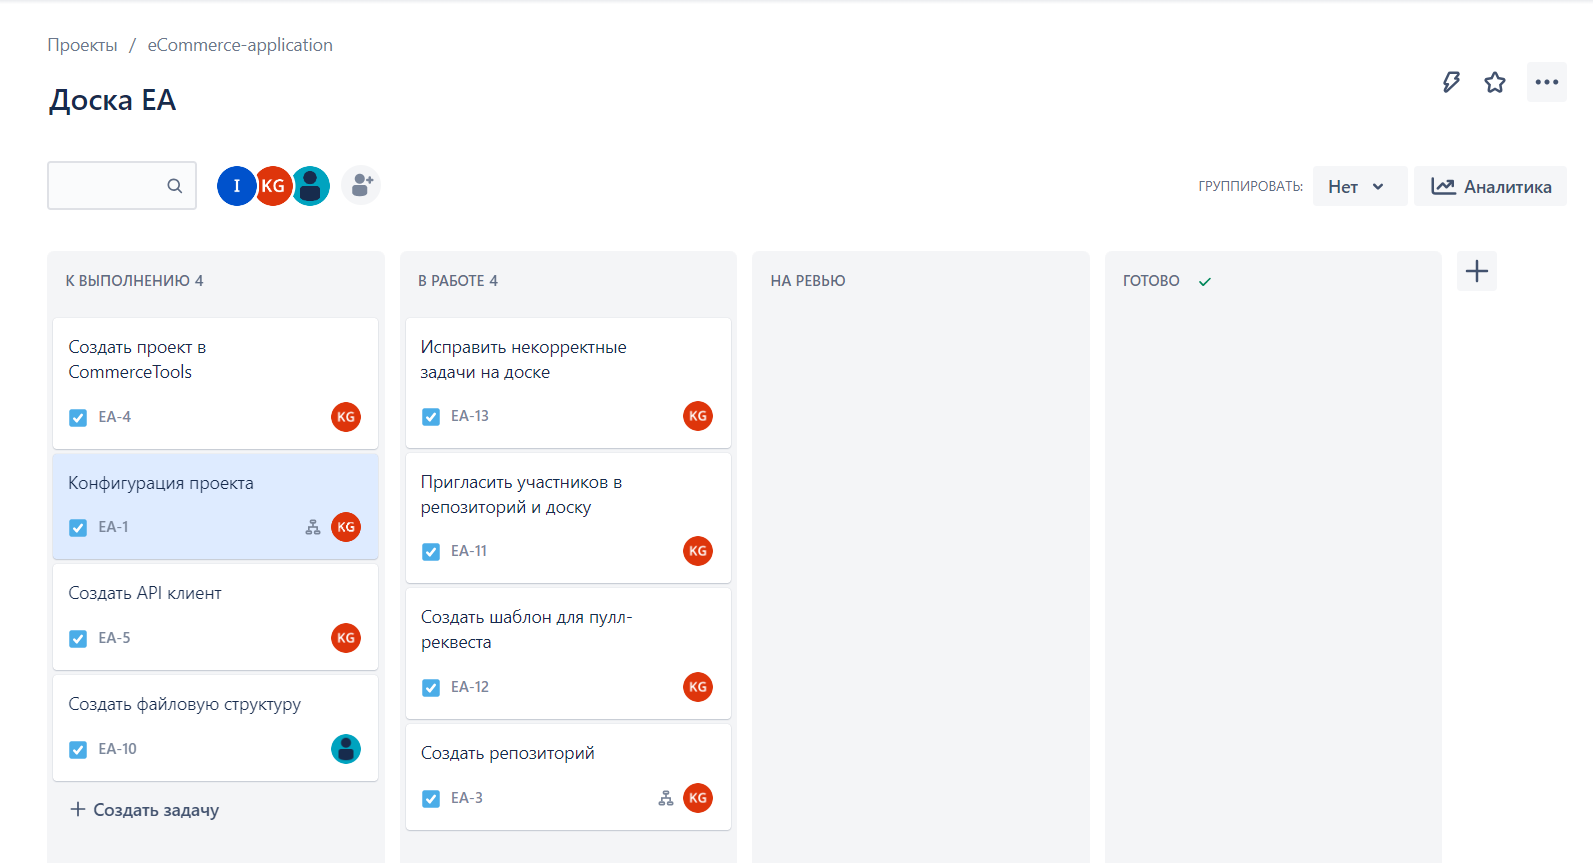 Проекты / eCommerce-application
Доска EA
I KG
ГРУППИРОВАТЬ: Нет Аналитика
К ВЫПОЛНЕНИЮ 4
Создать проект в
CommerceTools
EA-4 KG
Конфигурация проекта
EA-1 KG
Создать API клиент
EA-5 KG
Создать файловую структуру
EA-10
+ Создать задачу
В РАБОТЕ 4
Исправить некорректные
задачи на доске
EA-13 KG
Пригласить участников в
репозиторий и доску
EA-11 KG
Создать шаблон для пулл-
реквеста
EA-12 KG
Создать репозиторий
EA-3 KG
НА РЕВЬЮ
ГОТОВО